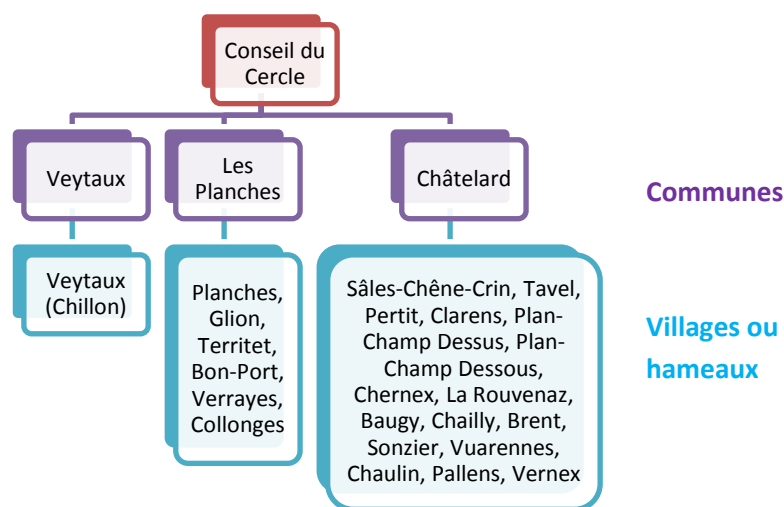 Conseil du
Cercle
Veytaux
Les
Planches
Châtelard
Communes
Veytaux
(Chillon)
Planches,
Glion,
Territet,
Bon-Port,
Verrayes,
Collonges
Sâles-Chêne-Crin, Tavel,
Pertit, Clarens, Plan-
Champ Dessus, Plan-
Champ Dessous,
Chernex, La Rouvenaz,
Baugy, Chailly, Brent,
Sonzier, Vuarennes,
Chaulin, Pallens, Vernex
Villages ou
hameaux